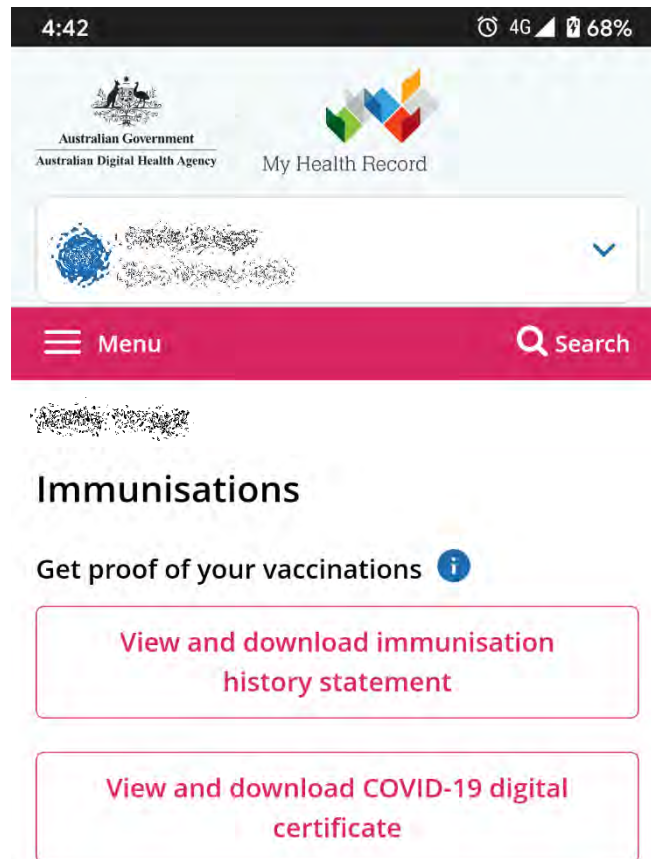 4:42 4G 68%
Australian Government
Australian Digital Health Agency
My Health Record
Menu Search
Immunisations
Get proof of your vaccinations i
View and download immunisation
history statement
View and download COVID-19 digital
certificate